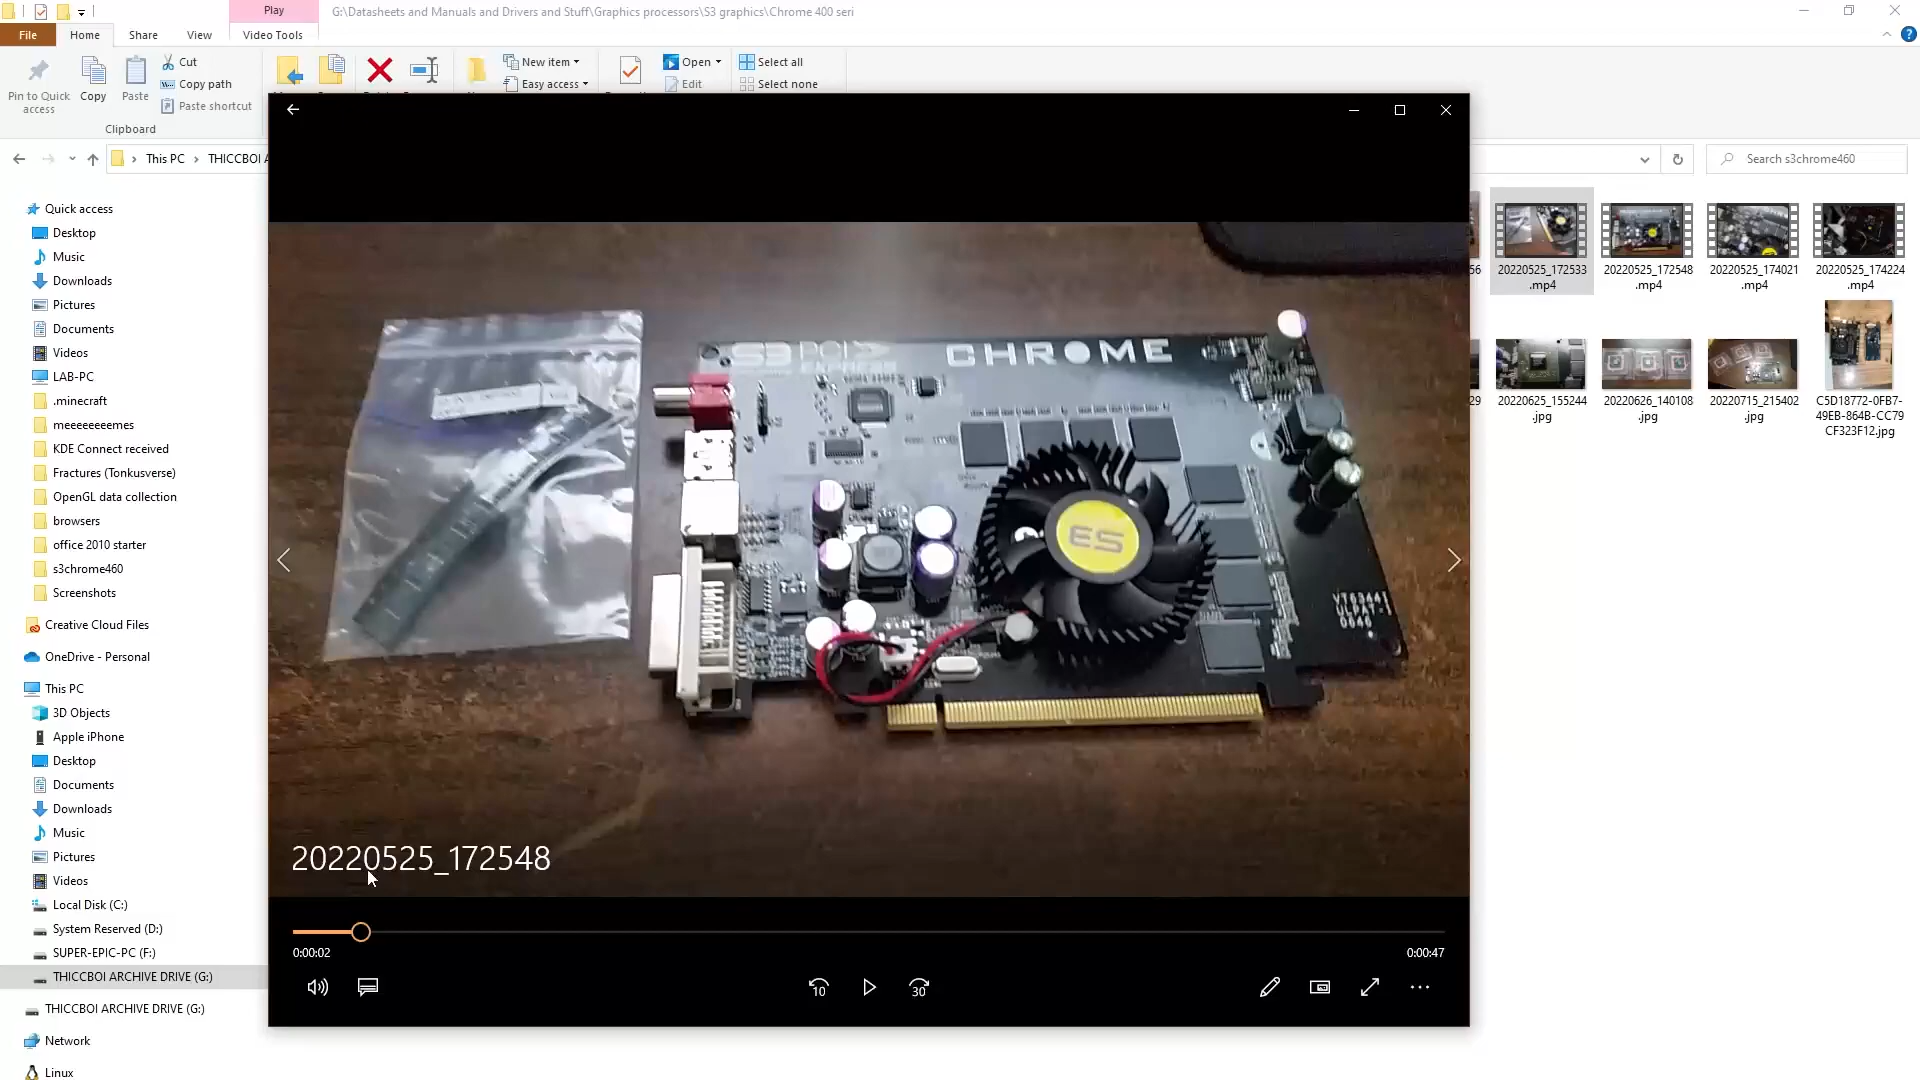 Play
G:\Datasheets and Manuals and Drivers and Stuff\Graphics processors\S3 graphics\Chrome 400 seri
File
Home
Share
View
Video Tools
Pin to Quick access
Copy
Paste
Cut
Copy path
Paste shortcut
New item
Easy access
Open
Edit
Select all
Select none
Clipboard
This PC
THICCBOI A
Search s3chrome460
Quick access
Desktop
Music
Downloads
Pictures
Documents
Videos
LAB-PC
.minecraft
meeeeeeemes
KDE Connect received
Fractures (Tonkusverse)
OpenGL data collection
browsers
office 2010 starter
s3chrome460
Screenshots
Creative Cloud Files
OneDrive - Personal
This PC
3D Objects
Apple iPhone
Desktop
Documents
Downloads
Music
Pictures
Videos
Local Disk (C:)
System Reserved (D:)
SUPER-EPIC-PC (F:)
THICCBOI ARCHIVE DRIVE (G:)
THICCBOI ARCHIVE DRIVE (G:)
Network
Linux
CHROME
ES
20220525_172548
0:00:02
0:00:47
10
30
56
20220525_172533
.mp4
20220525_172548
.mp4
20220525_174021
.mp4
20220525_174224
.mp4
29
20220625_155244
.jpg
20220626_140108
.jpg
20220715_215402
.jpg
C5D18772-0FB7-
49EB-864B-CC79
CF323F12.jpg